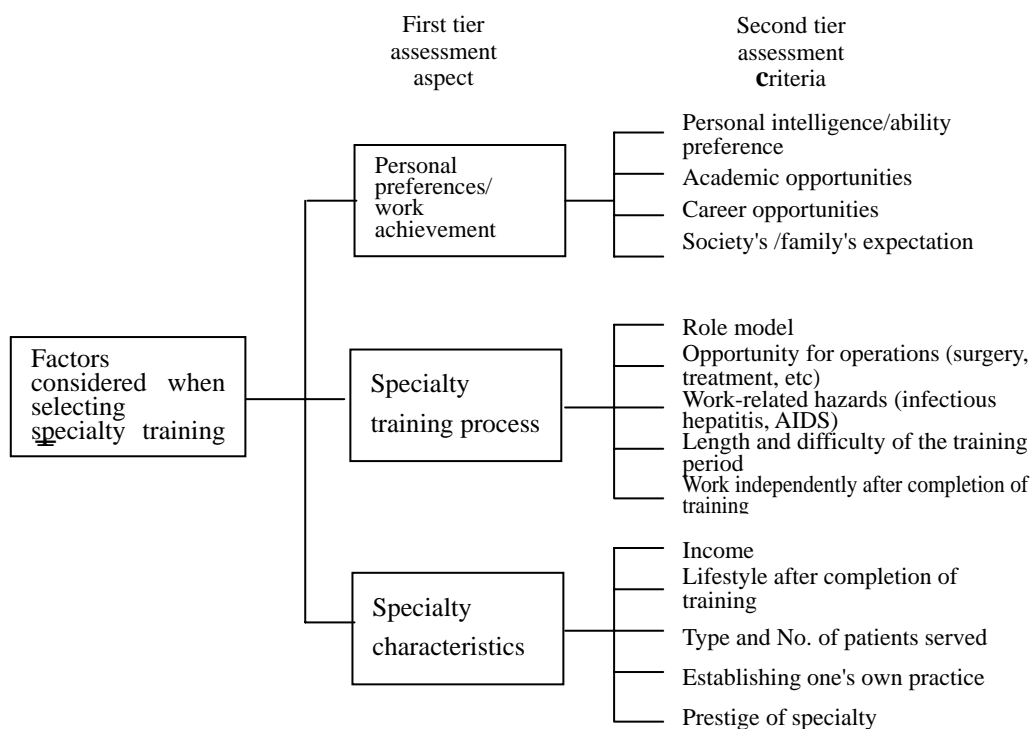 First tier
assessment
aspect
Second tier
assessment
criteria
Factors
considered when
selecting
specialty training
Personal
preferences/
work
achievement
Personal intelligence/ability
preference
Academic opportunities
Career opportunities
Society's /family's expectation
Specialty
training process
Role model
Opportunity for operations (surgery,
treatment, etc)
Work-related hazards (infectious
hepatitis, AIDS)
Length and difficulty of the training
period
Work independently after completion of
training
Specialty
characteristics
Income
Lifestyle after completion of
training
Type and No. of patients served
Establishing one's own practice
Prestige of specialty